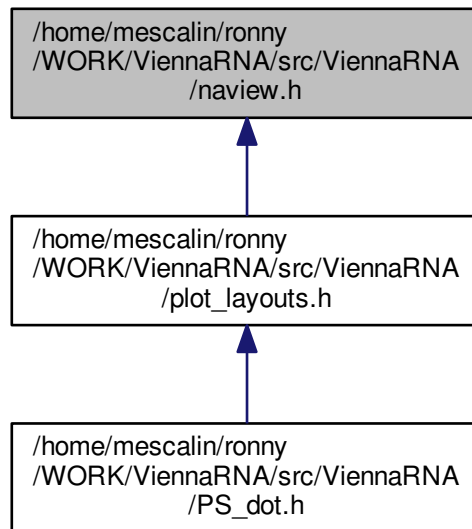 /home/mescalin/ronny
/WORK/ViennaRNA/src/ViennaRNA
/naview.h
/home/mescalin/ronny
/WORK/ViennaRNA/src/ViennaRNA
/plot_layouts.h
/home/mescalin/ronny
/WORK/ViennaRNA/src/ViennaRNA
/PS_dot.h